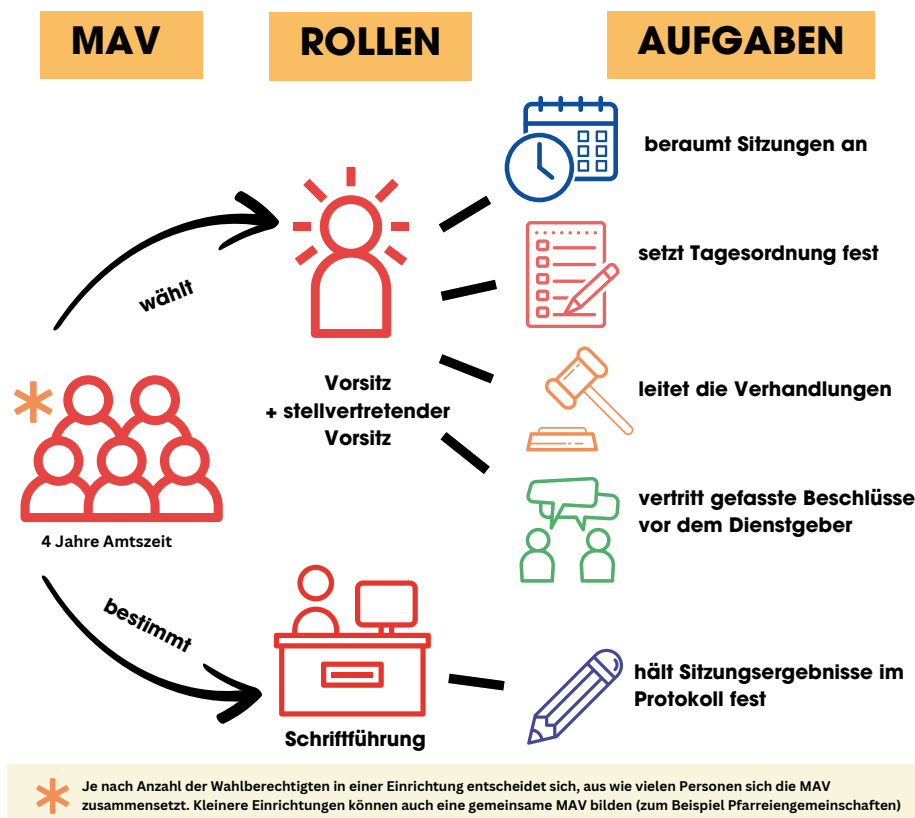 MAV
ROLLEN
AUFGABEN
wählt
4 Jahre Amtszeit
bestimmt
Vorsitz
+ stellvertretender
Vorsitz
Schriftführung
beraumt Sitzungen an
setzt Tagesordnung fest
leitet die Verhandlungen
vertritt gefasste Beschlüsse
vor dem Dienstgeber
hält Sitzungsergebnisse im
Protokoll fest
Je nach Anzahl der Wahlberechtigten in einer Einrichtung entscheidet sich, aus wie vielen Personen sich die MAV
zusammensetzt. Kleinere Einrichtungen können auch eine gemeinsame MAV bilden (zum Beispiel Pfarreiengemeinschaften)